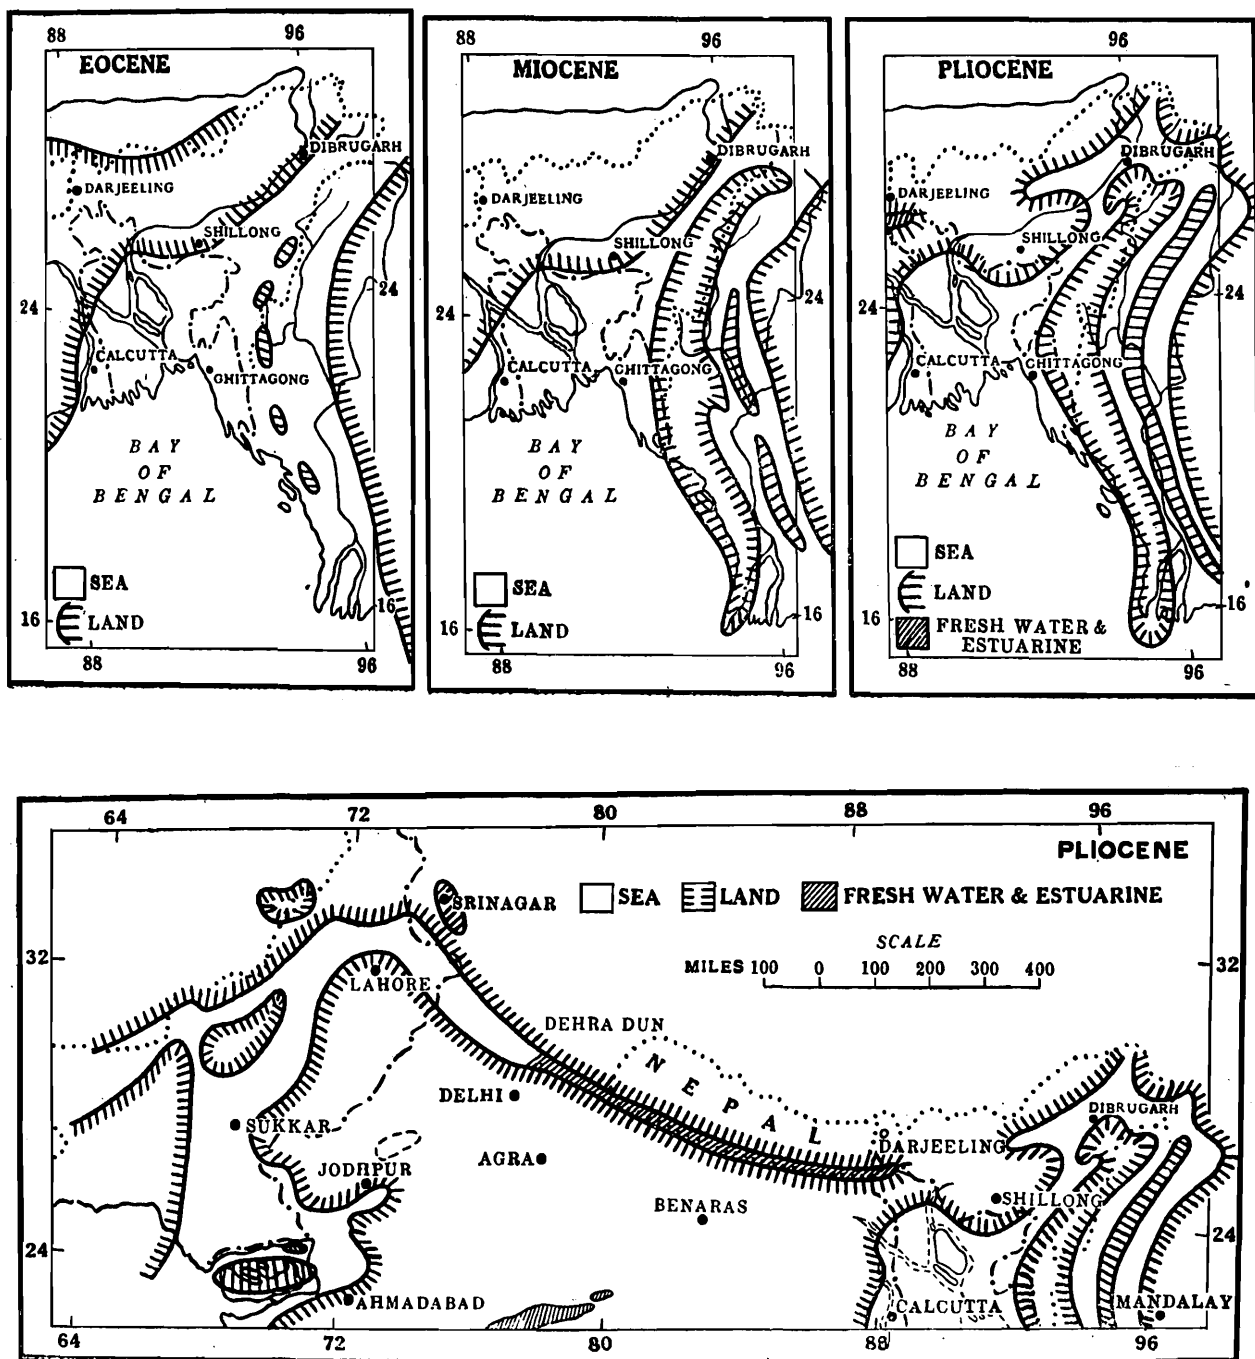 88 96
EOCENE
DIBRUGARH
DARJEELING
SHILLONG
24
24
CALCUTTA
CHITTAGONG
BAY
OF
BENGAL
SEA
LAND
16
16
88 96
88 96
MIOCENE
DIBRUGARH
DARJEELING
SHILLONG
24
24
CALCUTTA
CHITTAGONG
BAY
OF
BENGAL
SEA
LAND
16
16
88 96
96
PLIOCENE
DIBRUGARH
DARJEELING
SHILLONG
24
24
CALCUTTA
CHITTAGONG
BAY
OF
BENGAL
SEA
LAND
16
16
FRESH WATER &
ESTUARINE
88 96
64 72 80 88 96
PLIOCENE
SEA LAND FRESH WATER & ESTUARINE
SRINAGAR
SCALE
MILES 100 0 100 200 300 400
32
32
LAHORE
DEHRA DUN
NEPAL
DELHI
DIBRUGARH
SUKKAR
DARJEELING
AGRA
JODHPUR
BENARAS
SHILLONG
24
24
AHMADABAD
CALCUTTA
MANDALAY
64 72 80 88 96